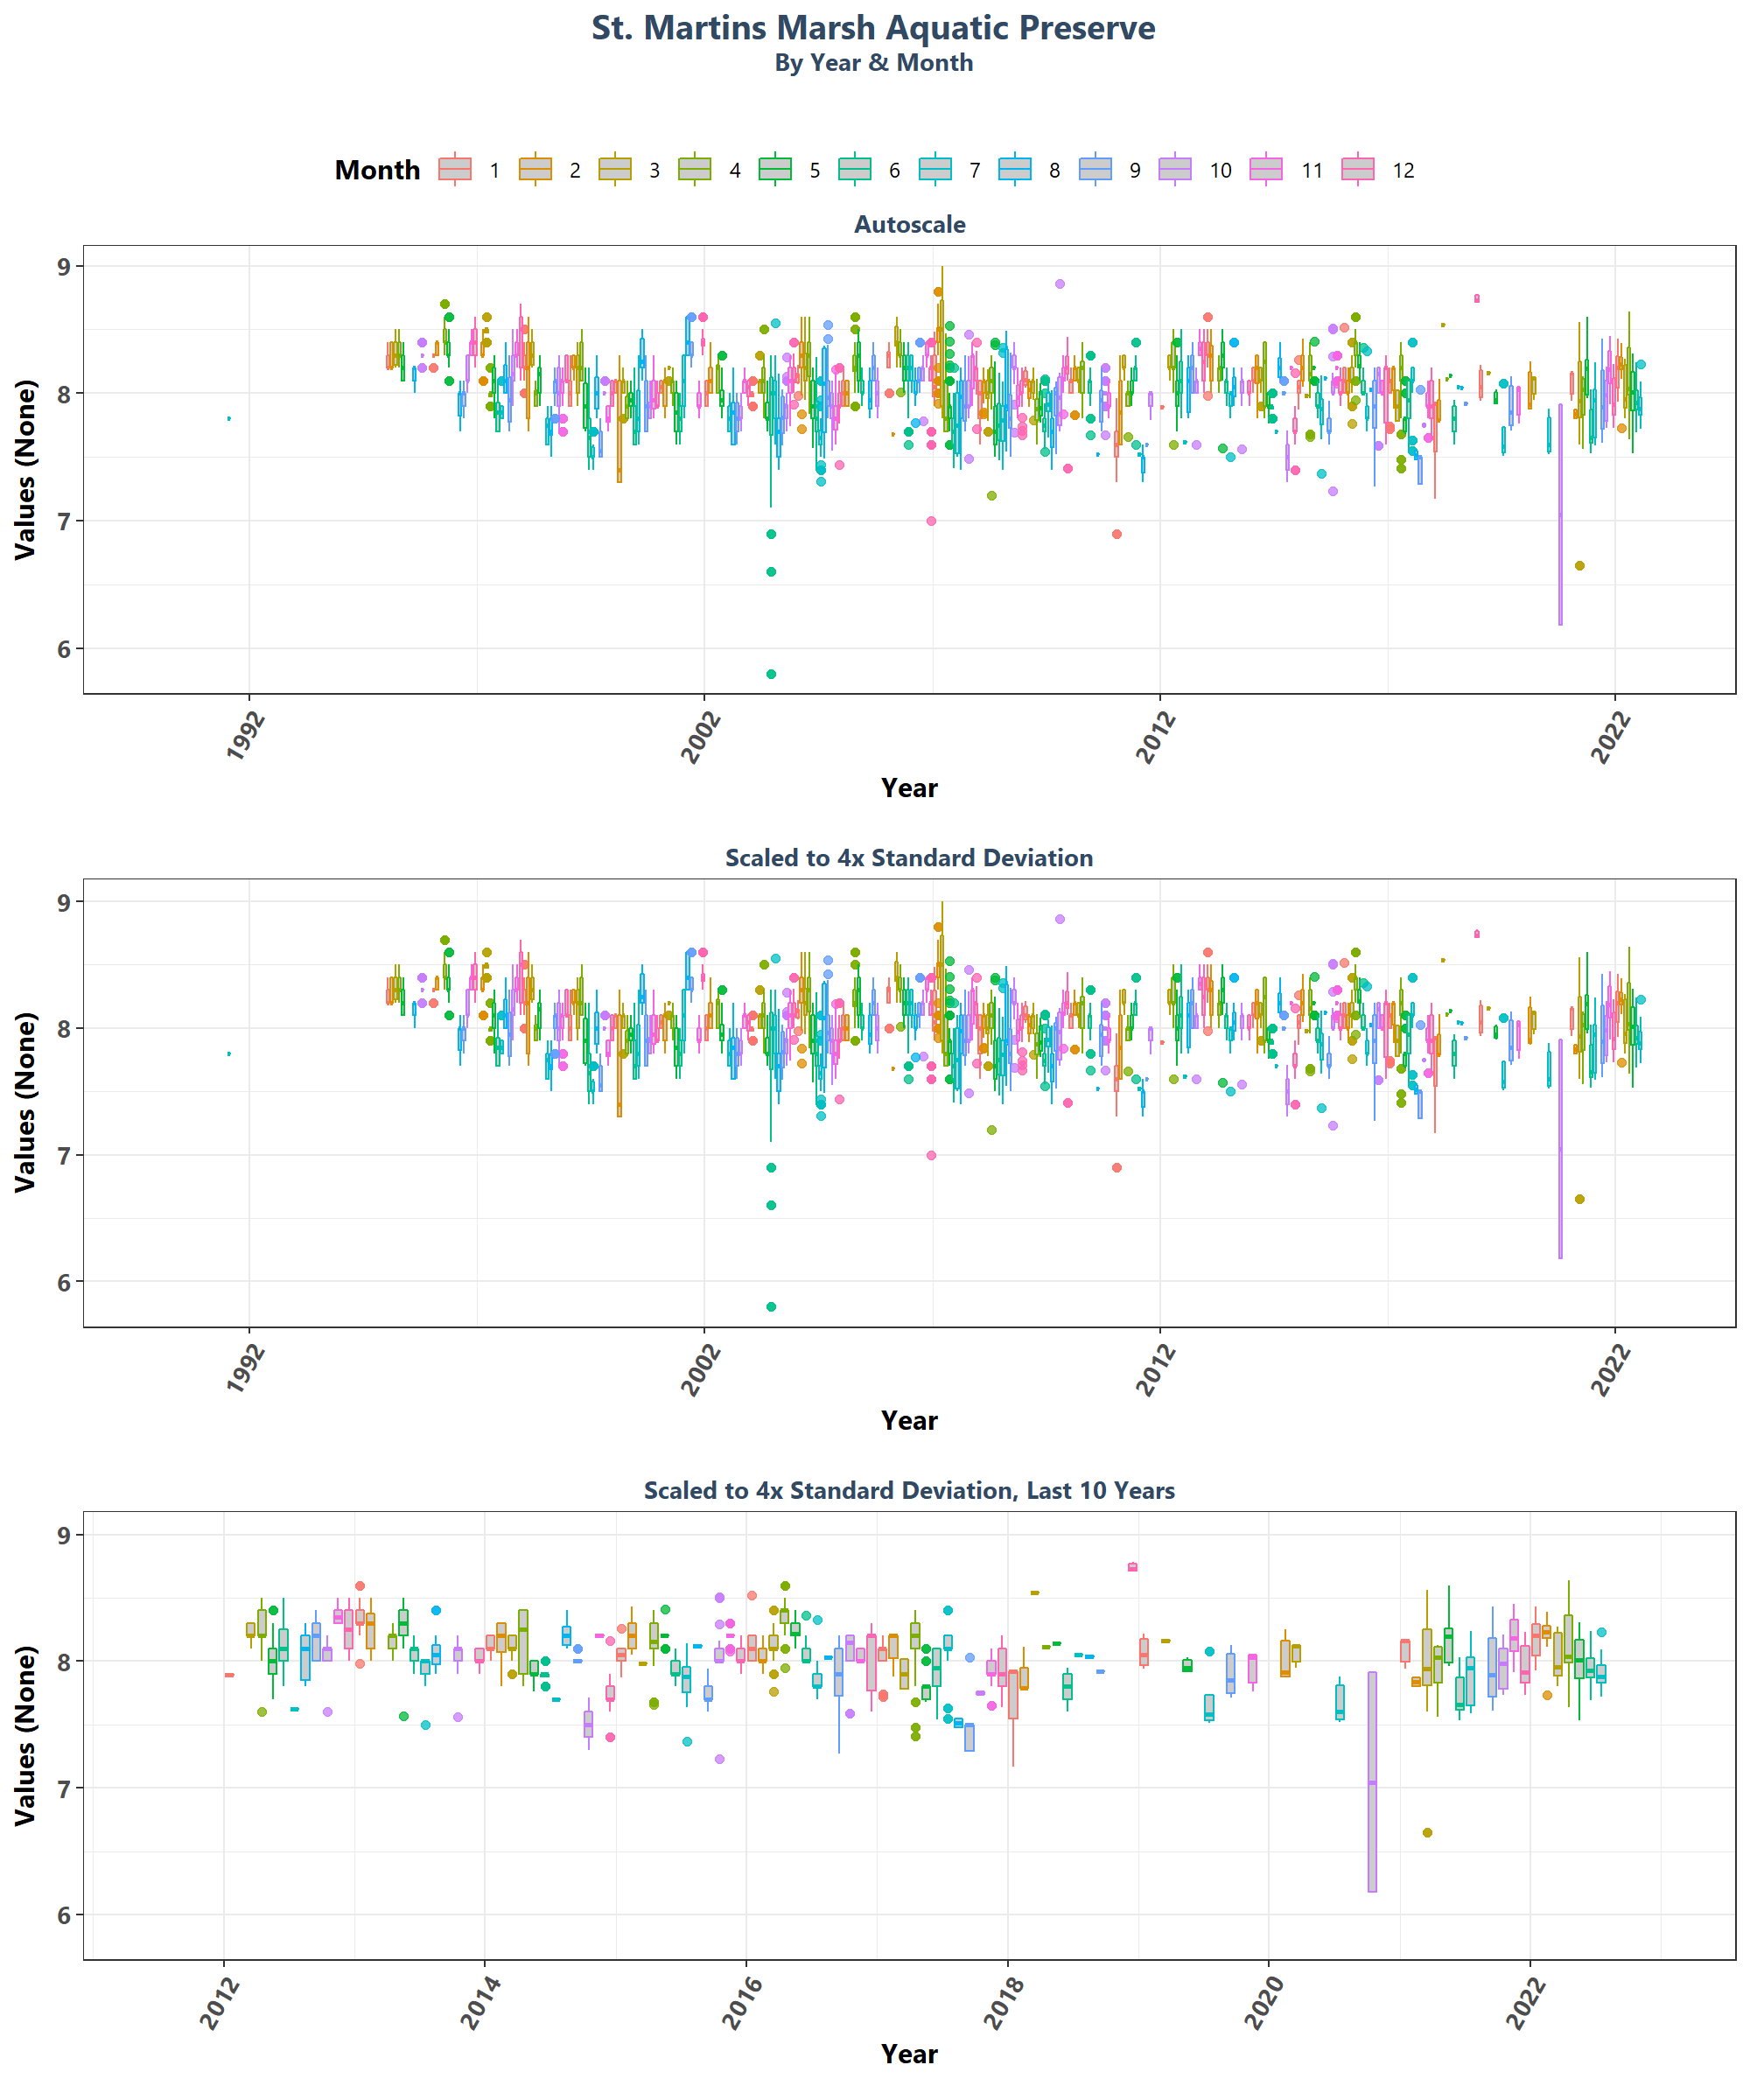 St. Martins Marsh Aquatic Preserve
By Year & Month
Month 1 2 3 4 5 6 7 8 9 10 11 12
Autoscale
Values (None)
9
8
7
6
1992 2002 2012 2022
Year
Scaled to 4x Standard Deviation
Values (None)
9
8
7
6
1992 2002 2012 2022
Year
Scaled to 4x Standard Deviation, Last 10 Years
Values (None)
9
8
7
6
2012 2014 2016 2018 2020 2022
Year